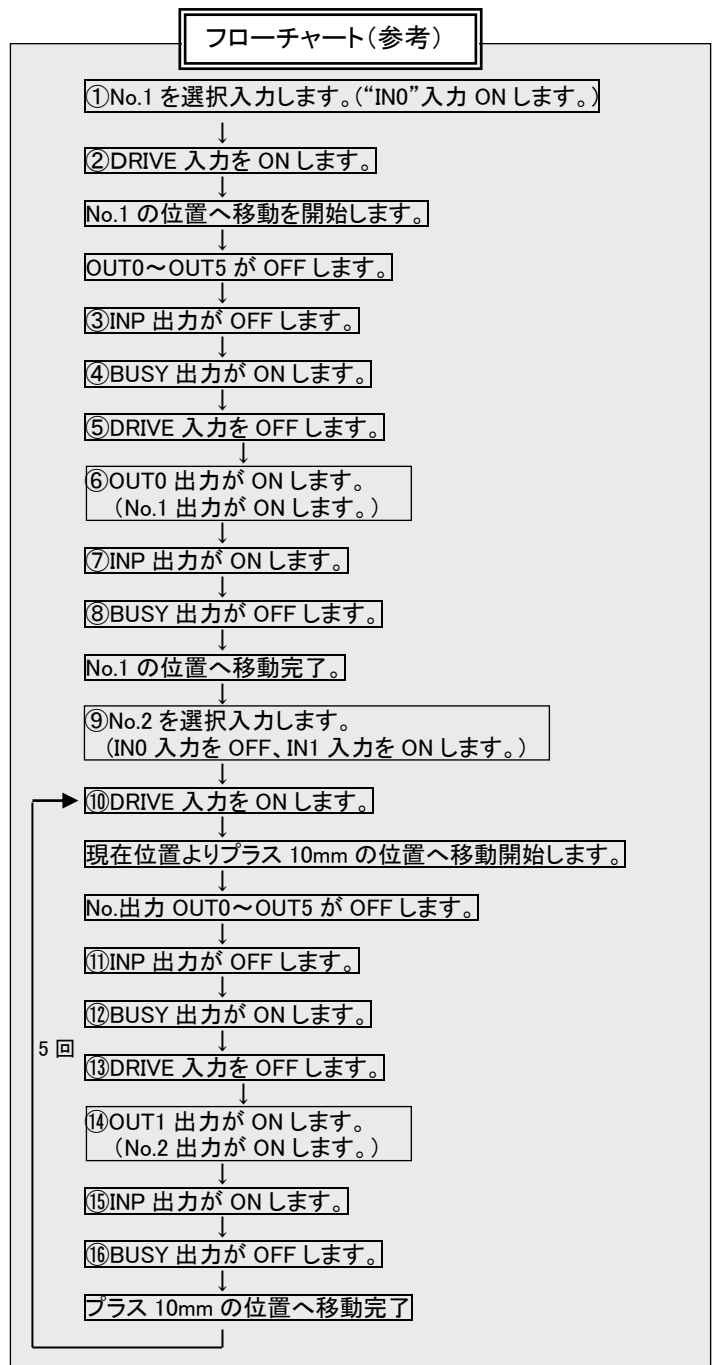 フローチャート（参考）
①No.1 を選択入力します。（“IN0”入力 ON します。）
↓
②DRIVE 入力を ON します。
↓
No.1 の位置へ移動を開始します。
↓
OUT0～OUT5 が OFF します。
↓
③INP 出力が OFF します。
↓
④BUSY 出力が ON します。
↓
⑤DRIVE 入力を OFF します。
↓
⑥OUT0 出力が ON します。
（No.1 出力が ON します。）
↓
⑦INP 出力が ON します。
↓
⑧BUSY 出力が OFF します。
↓
No.1 の位置へ移動完了。
↓
⑨No.2 を選択入力します。
（IN0 入力を OFF、IN1 入力を ON します。）
↓
⑩DRIVE 入力を ON します。
↓
現在位置よりプラス 10mm の位置へ移動開始します。
↓
No.出力 OUT0～OUT5 が OFF します。
↓
⑪INP 出力が OFF します。
↓
⑫BUSY 出力が ON します。
↓
5 回
⑬DRIVE 入力を OFF します。
↓
⑭OUT1 出力が ON します。
（No.2 出力が ON します。）
↓
⑮INP 出力が ON します。
↓
⑯BUSY 出力が OFF します。
↓
プラス 10mm の位置へ移動完了